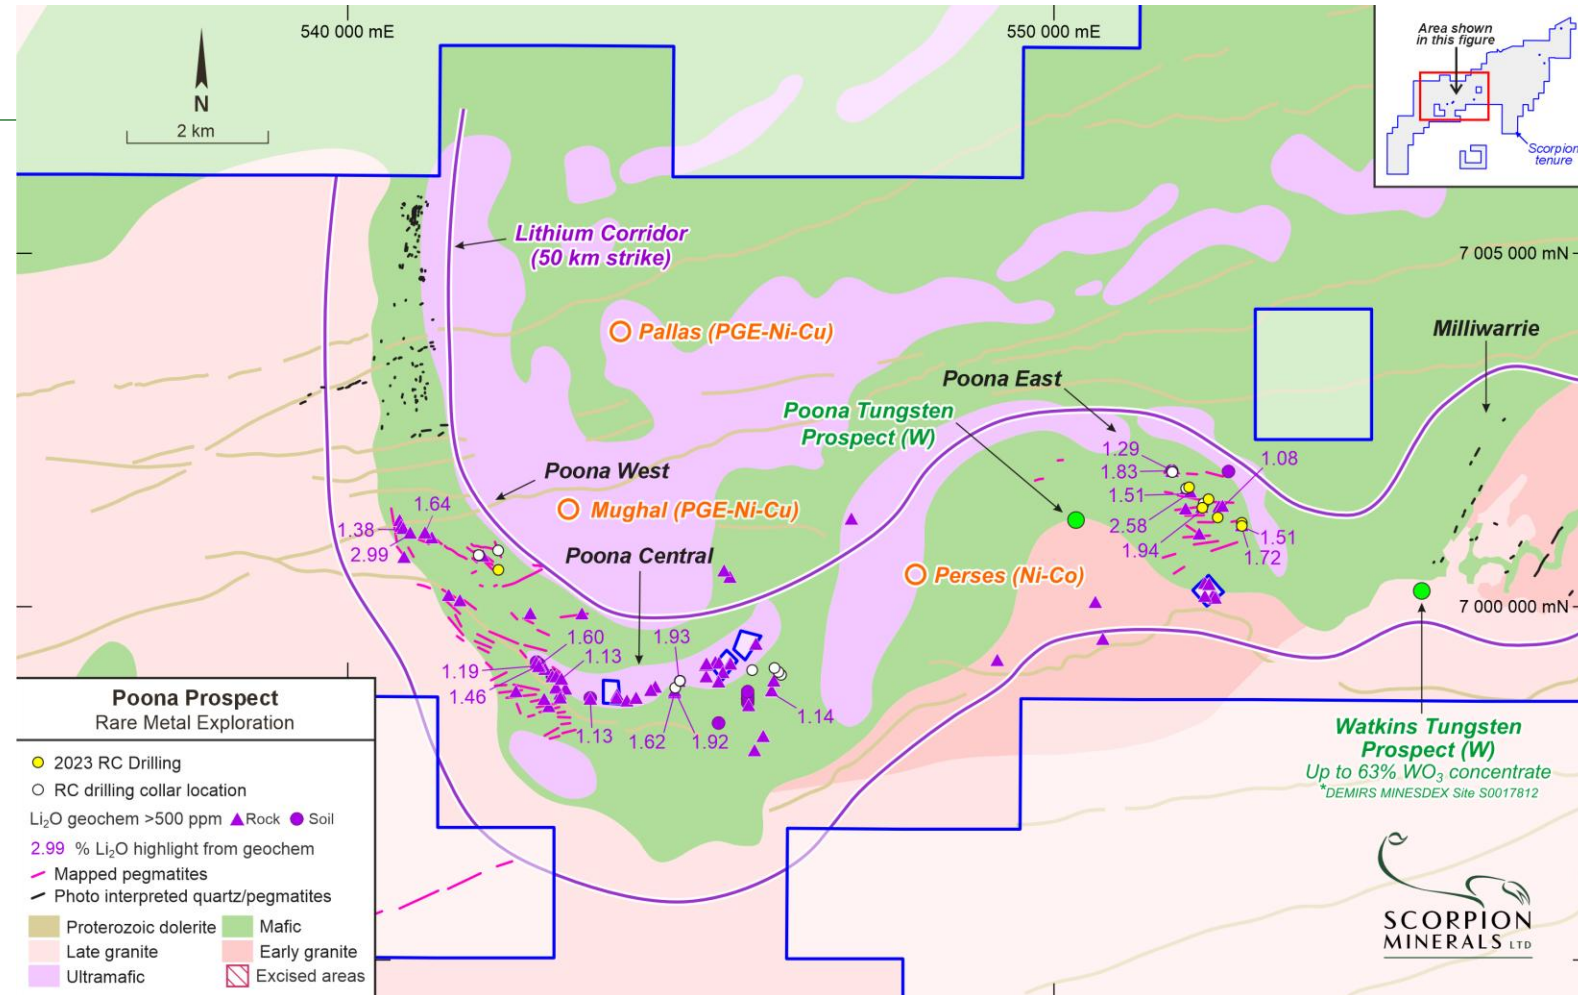 540 000 mE
550 000 mE
Area shown
in this figure
N
2 km
Scorpion
tenure
Lithium Corridor
(50 km strike)
7 005 000 mN
Pallas (PGE-Ni-Cu)
Milliwarrie
Poona East
Poona Tungsten
Prospect (W)
1.29
1.83
1.08
1.51
2.58
1.94
1.51
1.72
Poona West
Mughal (PGE-Ni-Cu)
1.64
1.38
2.99
Poona Central
Perses (Ni-Co)
7 000 000 mN
1.60
1.93
1.13
1.19
1.46
1.13
1.62
1.92
1.14
Watkins Tungsten
Prospect (W)
Up to 63% WO₃ concentrate
*DEMIRS MINESDEX Site S0017812
Poona Prospect
Rare Metal Exploration
2023 RC Drilling
RC drilling collar location
Li₂O geochem >500 ppm Rock Soil
2.99 % Li₂O highlight from geochem
Mapped pegmatites
Photo interpreted quartz/pegmatites
Proterozoic dolerite Mafic
Late granite Early granite
Ultramafic Excised areas
SCORPION
MINERALS LTD